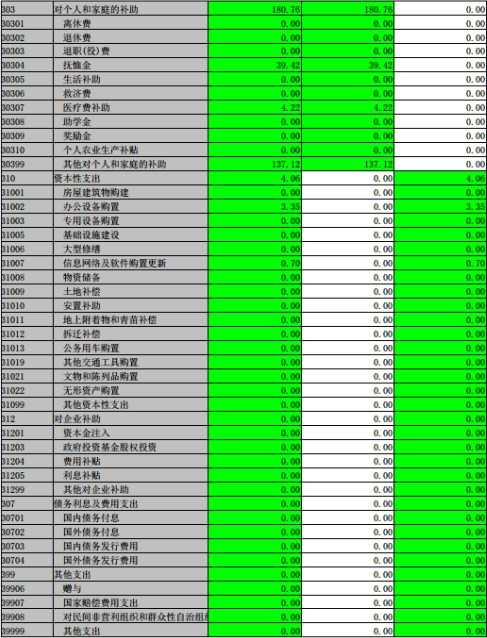 303 对个人和家庭的补助 180.76 180.76 0.00
30301 离休费 0.00 0.00 0.00
30302 退休费 0.00 0.00 0.00
30303 退职(役)费 0.00 0.00 0.00
30304 抚恤金 39.42 39.42 0.00
30305 生活补助 0.00 0.00 0.00
30306 救济费 0.00 0.00 0.00
30307 医疗费补助 4.22 4.22 0.00
30308 助学金 0.00 0.00 0.00
30309 奖励金 0.00 0.00 0.00
30310 个人农业生产补贴 0.00 0.00 0.00
30399 其他对个人和家庭的补助 137.12 137.12 0.00
310 资本性支出 4.06 0.00 4.06
31001 房屋建筑物购建 0.00 0.00 0.00
31002 办公设备购置 3.35 0.00 3.35
31003 专用设备购置 0.00 0.00 0.00
31005 基础设施建设 0.00 0.00 0.00
31006 大型修缮 0.00 0.00 0.00
31007 信息网络及软件购置更新 0.70 0.00 0.70
31008 物资储备 0.00 0.00 0.00
31009 土地补偿 0.00 0.00 0.00
31010 安置补助 0.00 0.00 0.00
31011 地上附着物和青苗补偿 0.00 0.00 0.00
31012 拆迁补偿 0.00 0.00 0.00
31013 公务用车购置 0.00 0.00 0.00
31019 其他交通工具购置 0.00 0.00 0.00
31021 文物和陈列品购置 0.00 0.00 0.00
31022 无形资产购置 0.00 0.00 0.00
31099 其他资本性支出 0.00 0.00 0.00
312 对企业补助 0.00 0.00 0.00
31201 资本金注入 0.00 0.00 0.00
31203 政府投资基金股权投资 0.00 0.00 0.00
31204 费用补贴 0.00 0.00 0.00
31205 利息补贴 0.00 0.00 0.00
31299 其他对企业补助 0.00 0.00 0.00
307 债务利息及费用支出 0.00 0.00 0.00
30701 国内债务付息 0.00 0.00 0.00
30702 国外债务付息 0.00 0.00 0.00
30703 国内债务发行费用 0.00 0.00 0.00
30704 国外债务发行费用 0.00 0.00 0.00
399 其他支出 0.00 0.00 0.00
39906 赠与 0.00 0.00 0.00
39907 国家赔偿费用支出 0.00 0.00 0.00
39908 对民间非营利组织和群众性自治组 0.00 0.00 0.00
39999 其他支出 0.00 0.00 0.00